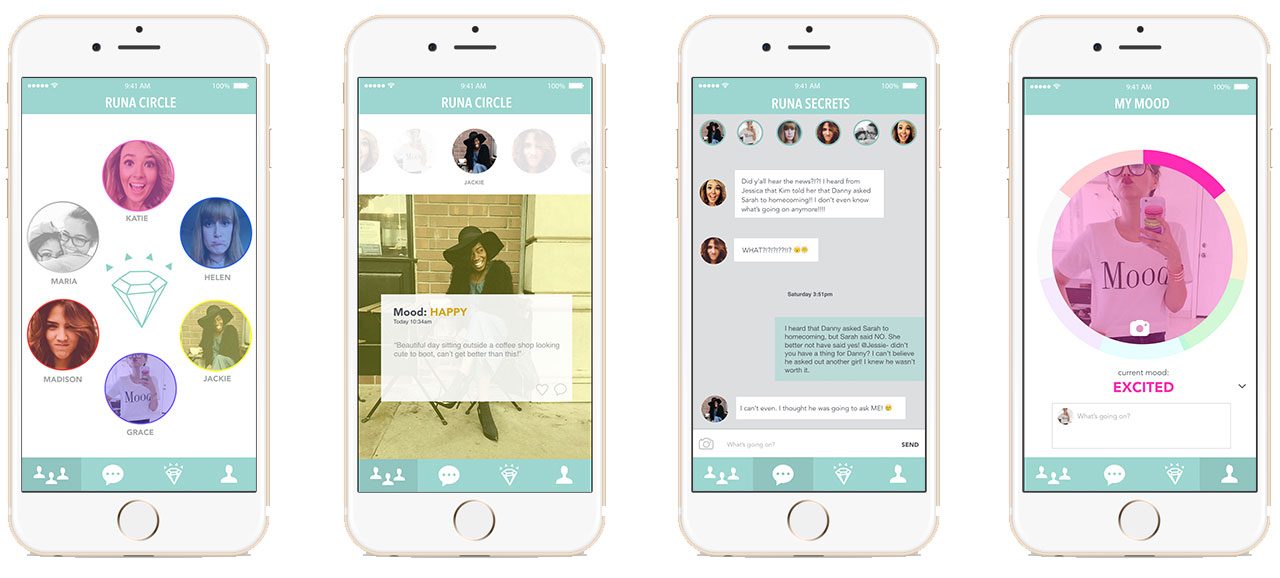 9:41 AM
100%
RUNA CIRCLE
KATIE
MARIA
HELEN
MADISON
JACKIE
Mood
GRACE
9:41 AM
100%
RUNA CIRCLE
JACKIE
Mood: HAPPY
Today 10:34am
“Beautiful day sitting outside a coffee shop looking
cute to boot, can’t get better than this!”
9:41 AM
100%
RUNA SECRETS
Did y’all hear the news?!?! I heard from
Jessica that Kim told her that Danny asked
Sarah to homecoming!! I don’t even know
what’s going on anymore!!!!
WHAT?!?!?!??!!? 😮😤
Saturday 3:51pm
I heard that Danny asked Sarah to
homecoming, but Sarah said NO. She
better not have said yes! @Jessie- didn’t
you have a thing for Danny? I can’t believe
he asked out another girl! I knew he wasn’t
worth it.
I can’t even. I thought he was going to ask ME! 😢
What’s going on?
SEND
9:41 AM
100%
MY MOOD
Mood
current mood:
EXCITED
What’s going on?